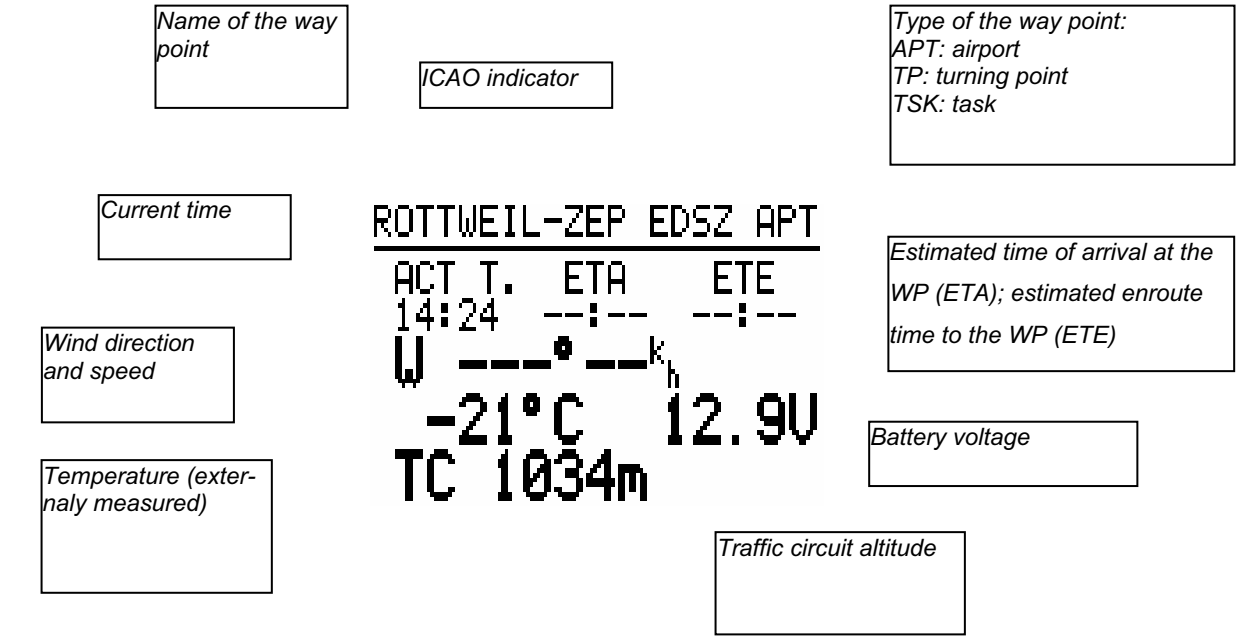 Name of the way
point
ICAO indicator
Type of the way point:
APT: airport
TP: turning point
TSK: task
Current time
ROTTWEIL-ZEP EDSZ APT
ACT T. ETA ETE
14:24 --:-- --:--
W ---° --kh
-21°C 12.9V
TC 1034m
Estimated time of arrival at the
WP (ETA); estimated enroute
time to the WP (ETE)
Wind direction
and speed
Battery voltage
Temperature (exter-
naly measured)
Traffic circuit altitude